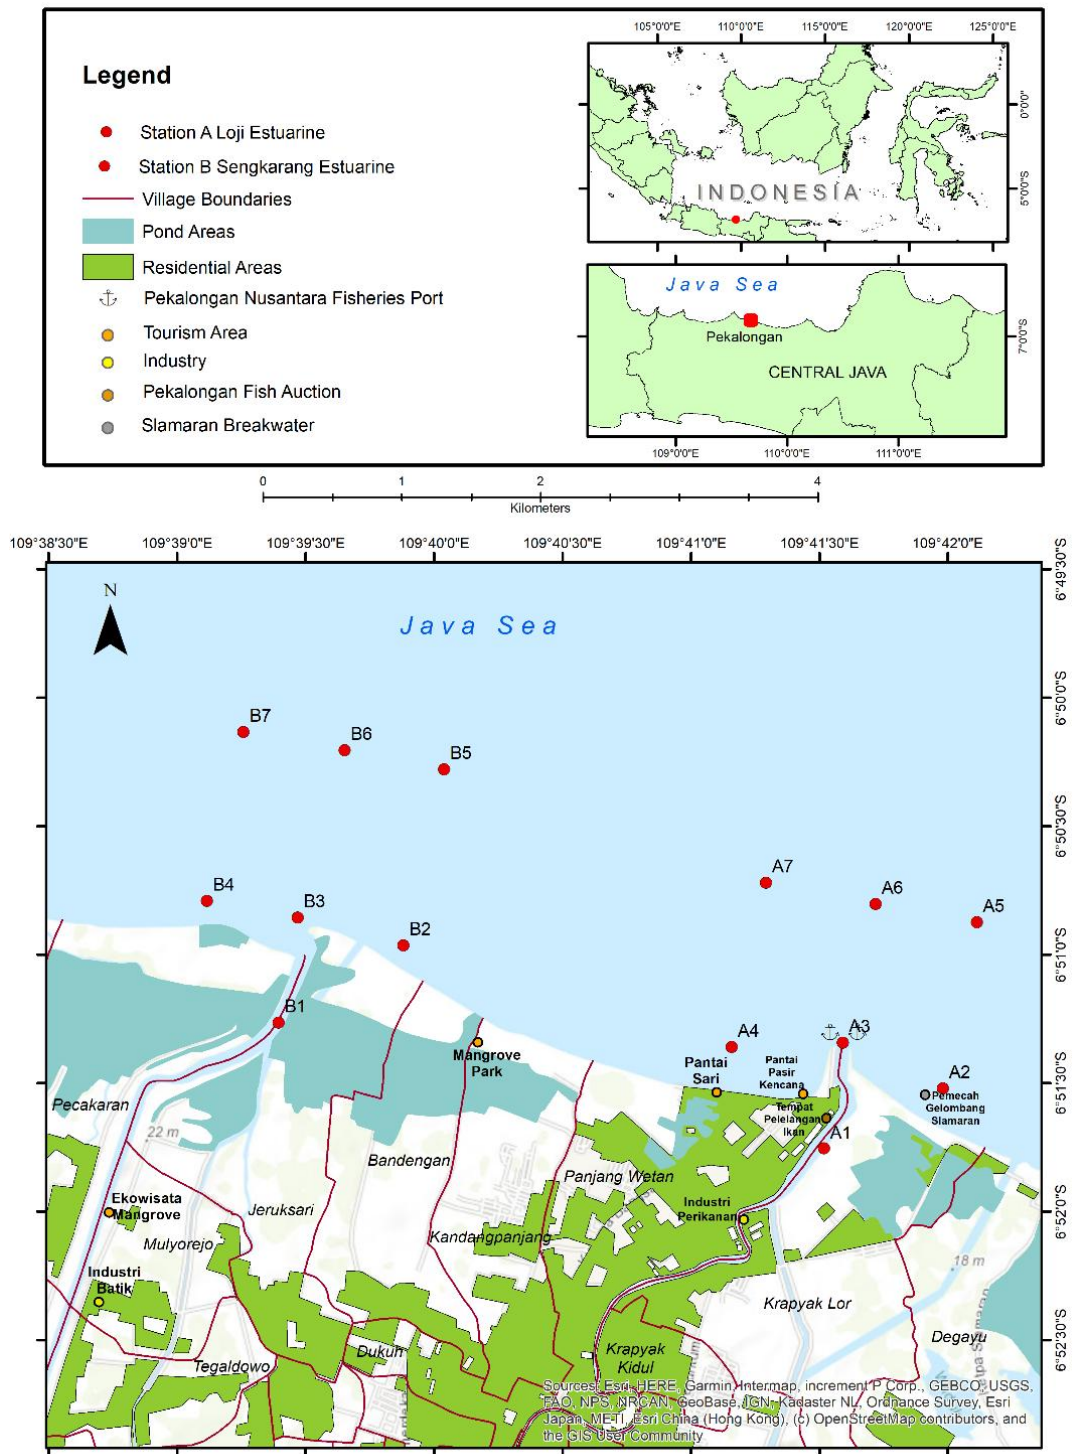 Legend
Station A Loji Estuarine
Station B Sengkarang Estuarine
Village Boundaries
Pond Areas
Residential Areas
Pekalongan Nusantara Fisheries Port
Tourism Area
Industry
Pekalongan Fish Auction
Slamaran Breakwater
105°0'0"E 110°0'0"E 115°0'0"E 120°0'0"E 125°0'0"E
0°0'0"
5°0'0"S
INDONESIA
Java Sea
Pekalongan
CENTRAL JAVA
7°0'0"S
109°0'0"E 110°0'0"E 111°0'0"E
0 1 2 4
Kilometers
109°38'30"E 109°39'0"E 109°39'30"E 109°40'0"E 109°40'30"E 109°41'0"E 109°41'30"E 109°42'0"E
6°49'30"S
N
Java Sea
6°50'0"S
B7
B6
B5
6°50'30"S
A7
A6
A5
B4
B3
B2
6°51'0"S
B1
A4
A3
Mangrove
Park
Pantai
Sari
Pantai
Pasir
Kencana
A2
6°51'30"S
Pemecah
Gelombang
Slamaran
Tempat
Pelelangan
Ikan
A1
Pecakaran
22 m
Bandengan
Panjang Wetan
Ekowisata
Mangrove
Jeruksari
Industri
Perikanan
6°52'0"S
Mulyorejo
Kandangpanjang
18 m
Industri
Batik
Krapyak Lor
Degayu
6°52'30"S
Tegaldowo
Dukuh
Krapyak
Kidul
Sources: Esri, HERE, Garmin, Intermap, increment P Corp., GEBCO, USGS,
FAO, NPS, NRCAN, GeoBase, IGN, Kadaster NL, Ordnance Survey, Esri
Japan, METI, Esri China (Hong Kong), (c) OpenStreetMap contributors, and
the GIS User Community